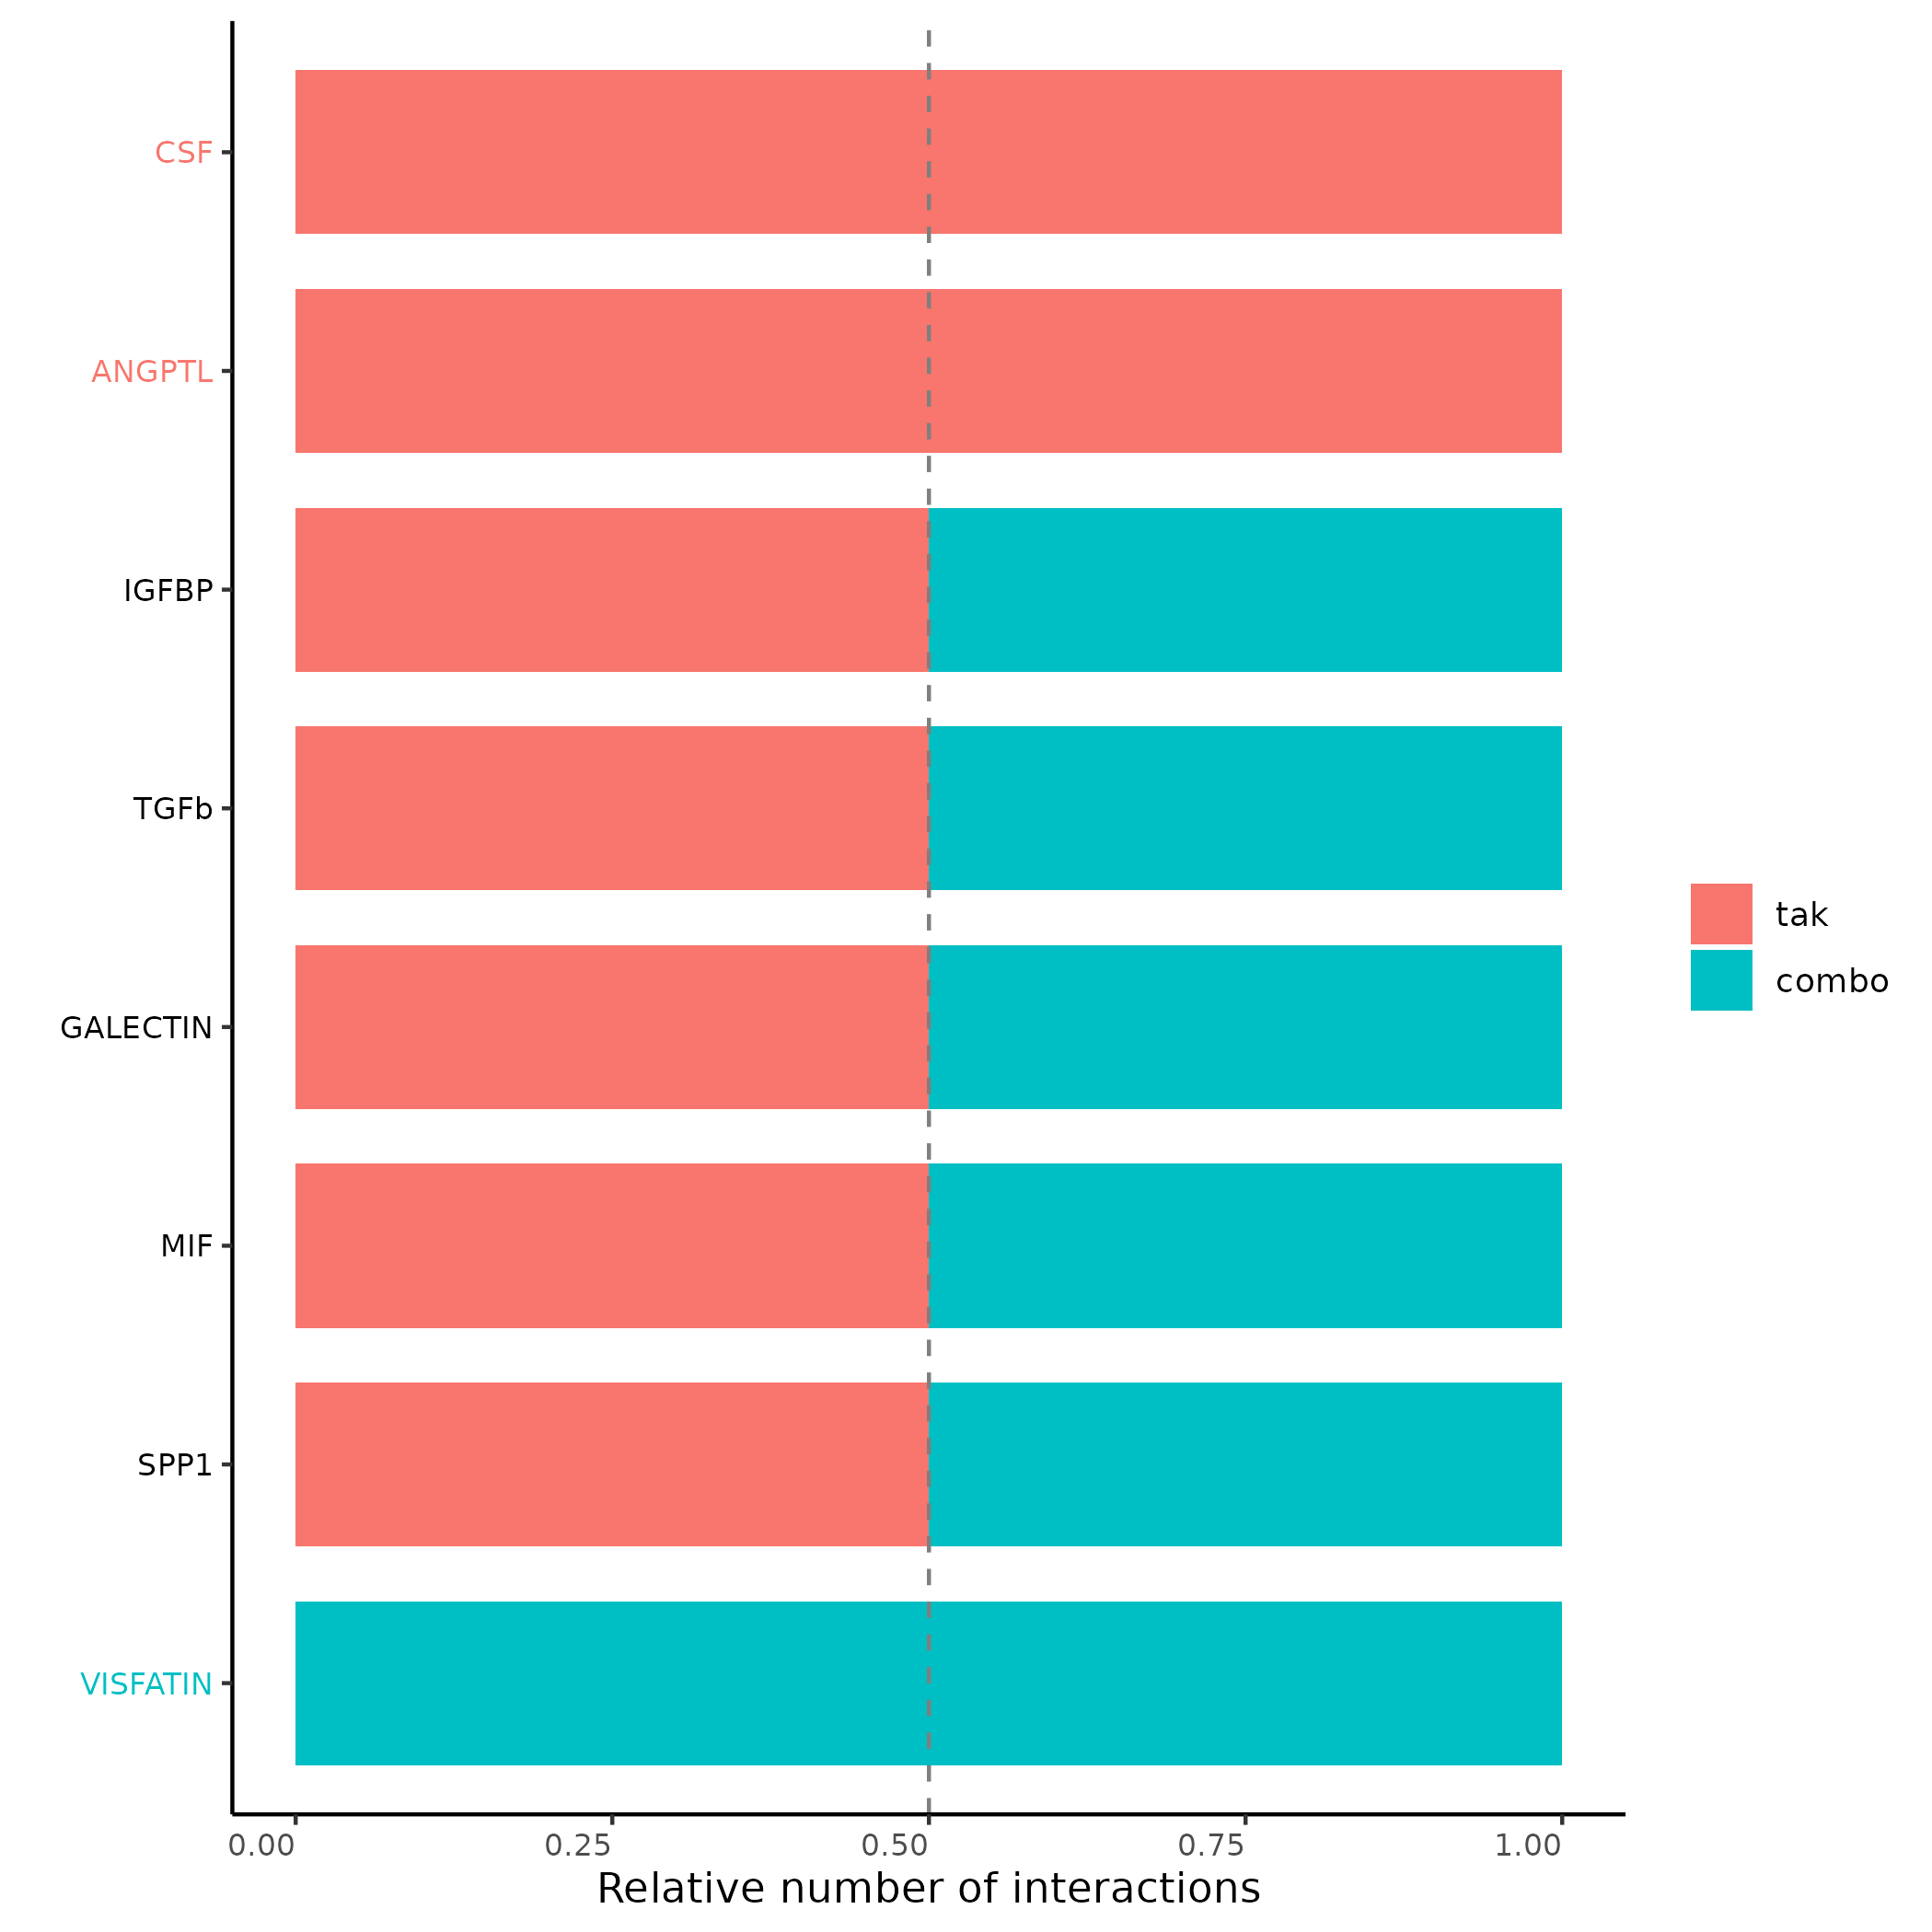 CSF
ANGPTL
IGFBP
TGFb
GALECTIN
MIF
SPP1
VISFATIN
0.00 0.25 0.50 0.75 1.00
Relative number of interactions
tak
combo